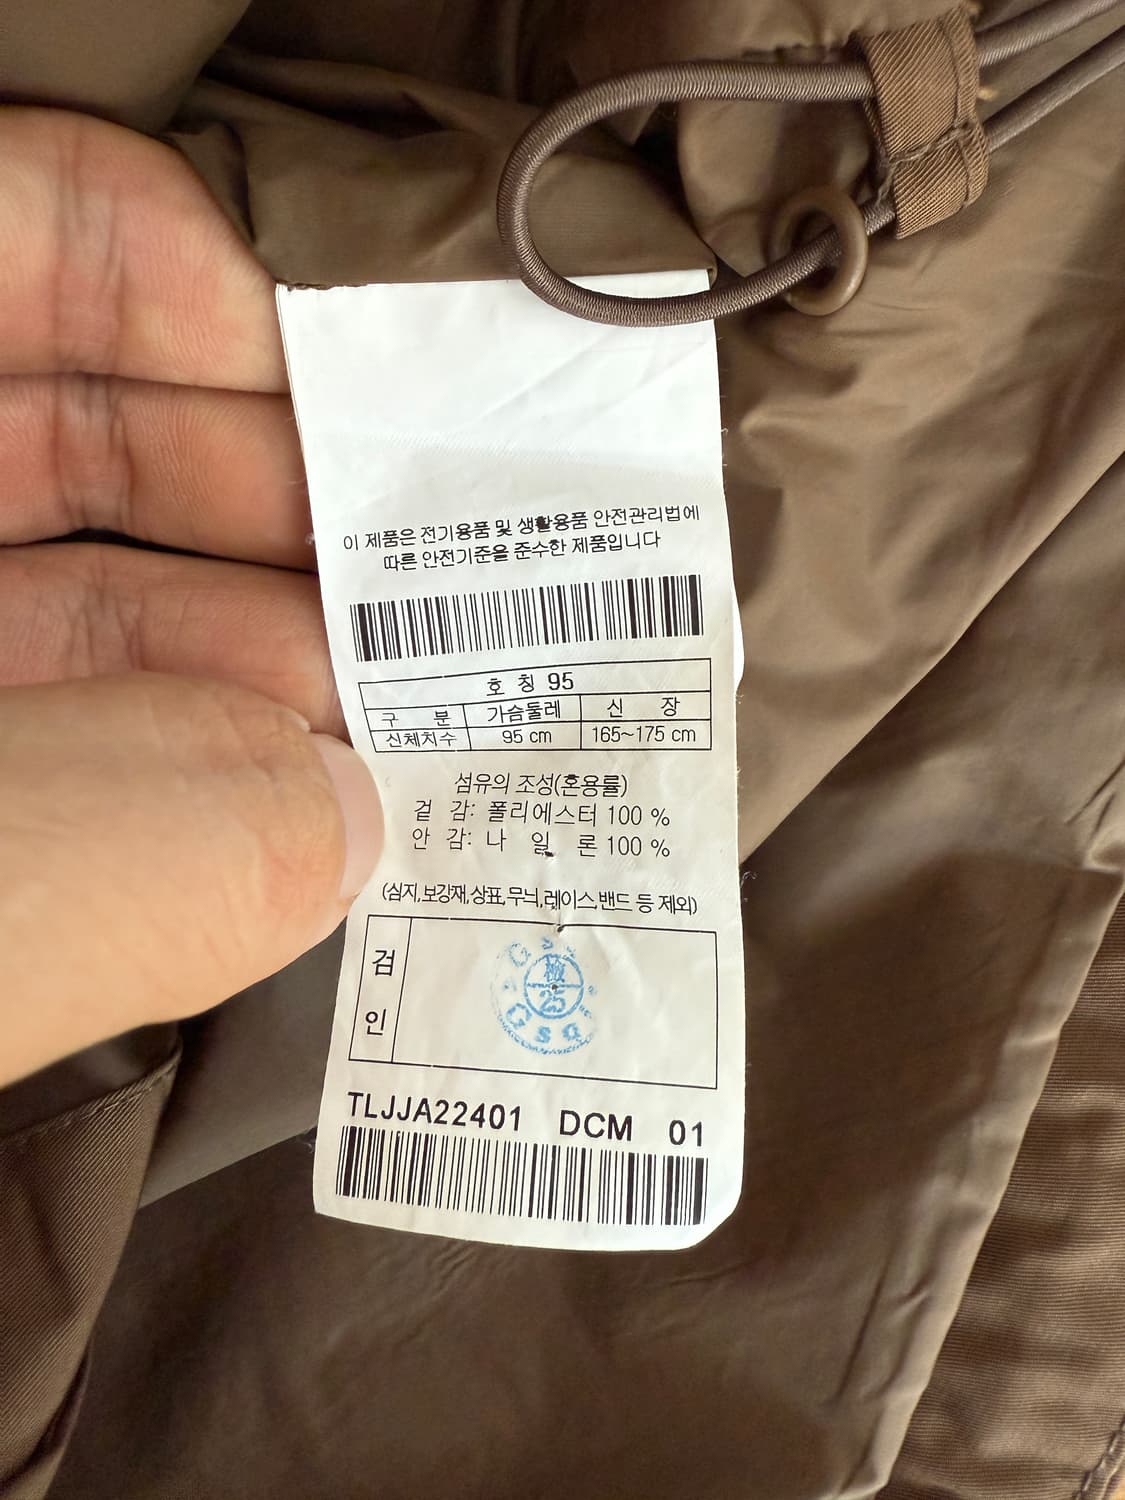 이 제품은 전기용품 및 생활용품 안전관리법에
따른 안전기준을 준수한 제품입니다
호 칭 95
구 분 가슴둘레 신 장
신체치수 95 cm 165~175 cm
섬유의 조성(혼용률)
겉 감: 폴리에스터 100 %
안 감: 나 일 론 100 %
(심지,보강재,상표,무늬,레이스,밴드 등 제외)
검
인
25
G S G
TLJJA22401 DCM 01